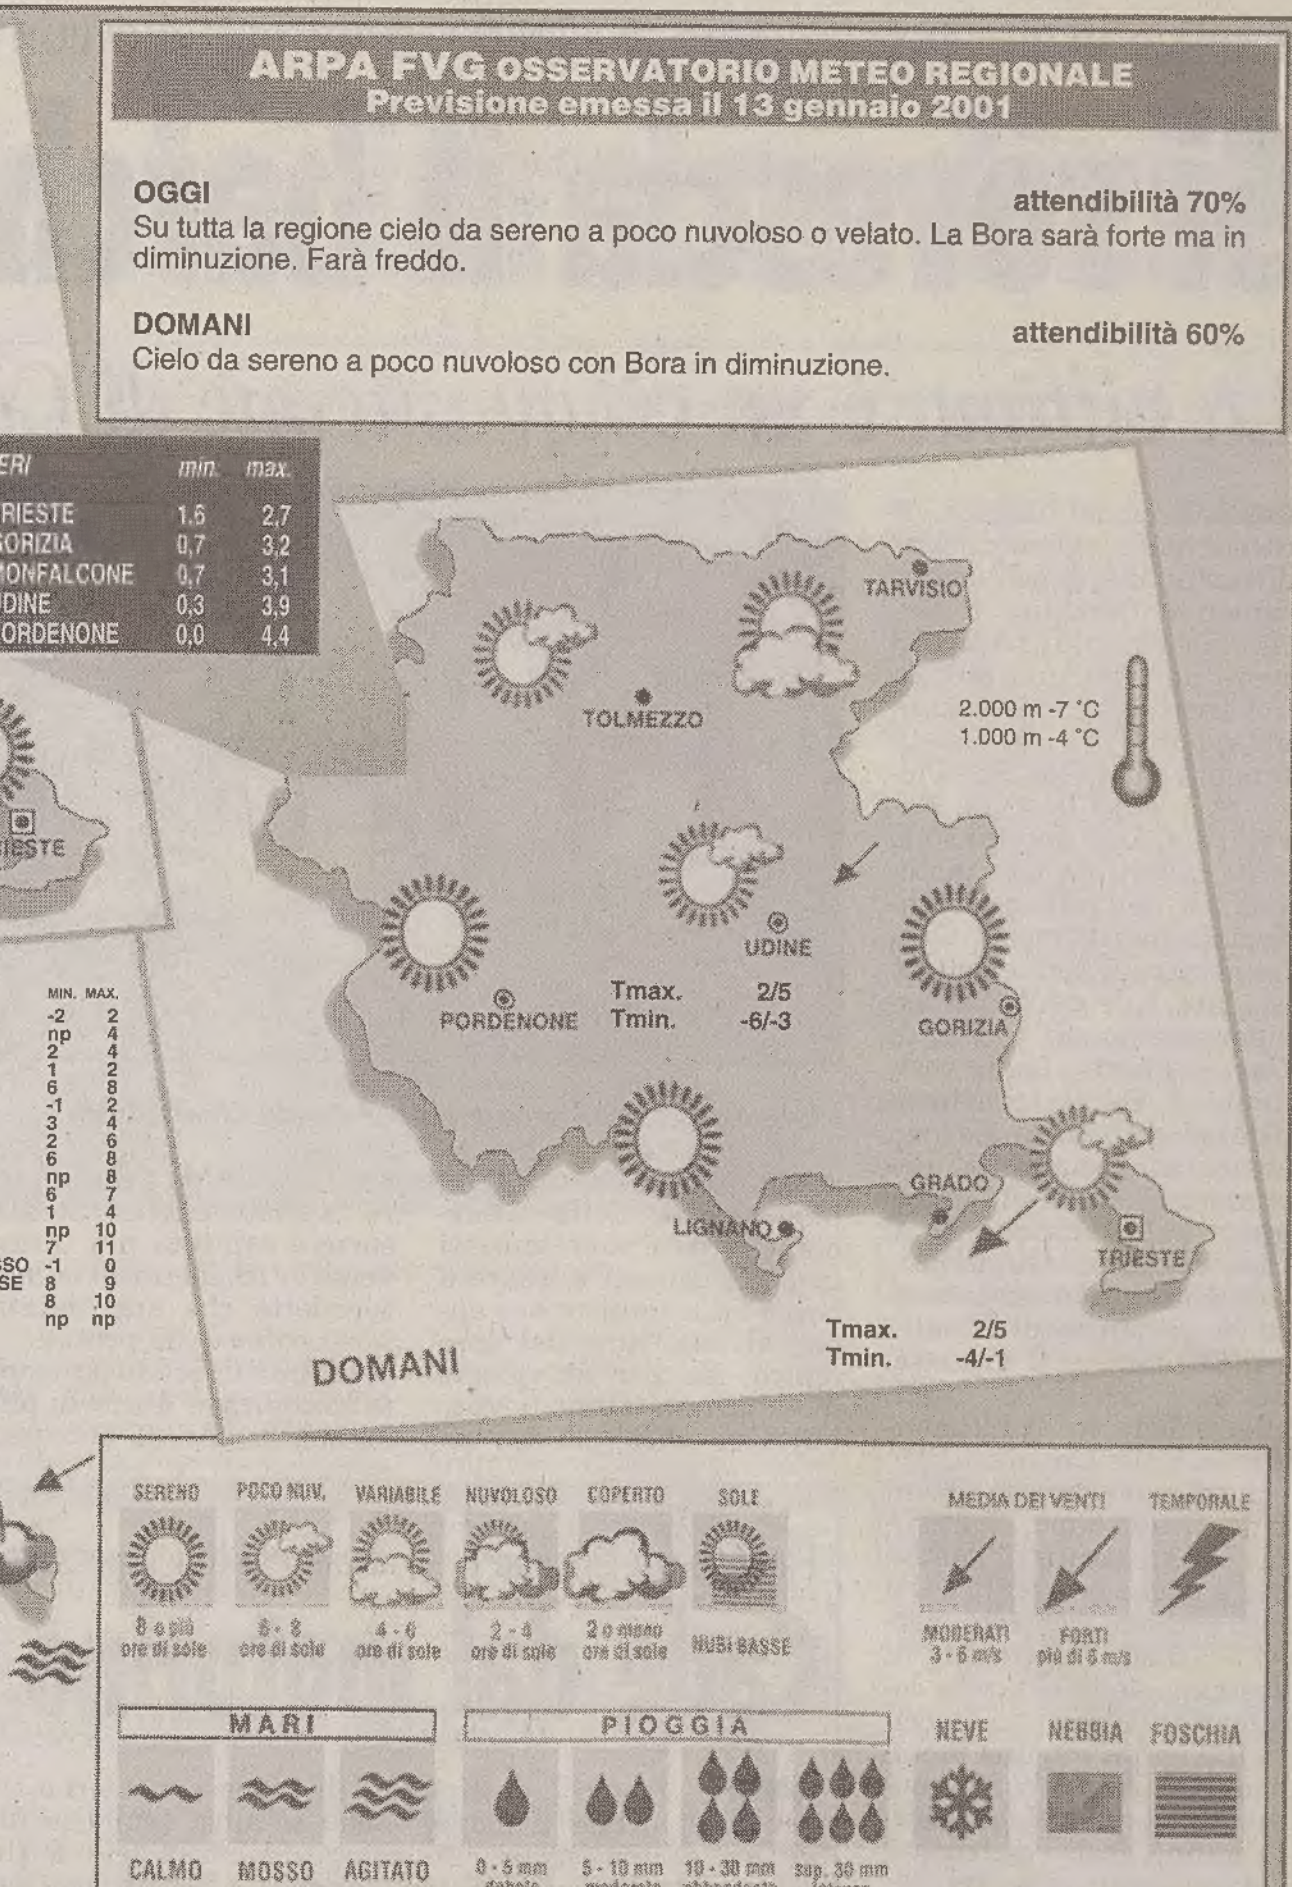 ARPA FVG OSSERVATORIO METEO REGIONALE
Previsione emessa il 13 gennaio 2001
OGGI attendibilità 70%
Su tutta la regione cielo da sereno a poco nuvoloso o velato. La Bora sarà forte ma in
diminuzione. Farà freddo.
DOMANI attendibilità 60%
Cielo da sereno a poco nuvoloso con Bora in diminuzione.
ERI min. max.
RIESTE 1,6 2,7
GORIZIA 0,7 3,2
MONFALCONE 0,7 3,1
UDINE 0,3 3,9
ORDENONE 0,0 4,4
TARVISIO
TOLMEZZO
2.000 m -7 °C
1.000 m -4 °C
IESTE
UDINE
PORDENONE
Tmax. 2/5
Tmin. -6/-3
GORIZIA
GRADO
LIGNANO
TRIESTE
Tmax. 2/5
Tmin. -4/-1
DOMANI
MIN. MAX.
-2 2
np 4
2 4
1 2
6 8
-1 2
3 4
2 6
6 8
np 8
6 7
1 4
np 10
7 11
SSO -1 0
SE 8 9
8 10
np np
SERENO POCO NUV. VARIABILE NUVOLOSO COPERTO SOLE
8 o più 6 - 8 4 - 6 2 - 4 2 o meno
ore di sole ore di sole ore di sole ore di sole ore di sole NUBI BASSE
MEDIA DEI VENTI TEMPORALE
MODERATI FORTI
3 - 6 m/s più di 6 m/s
MARI PIOGGIA NEVE NEBBIA FOSCHIA
CALMO MOSSO AGITATO 0 - 5 mm 5 - 10 mm 10 - 30 mm sup. 30 mm